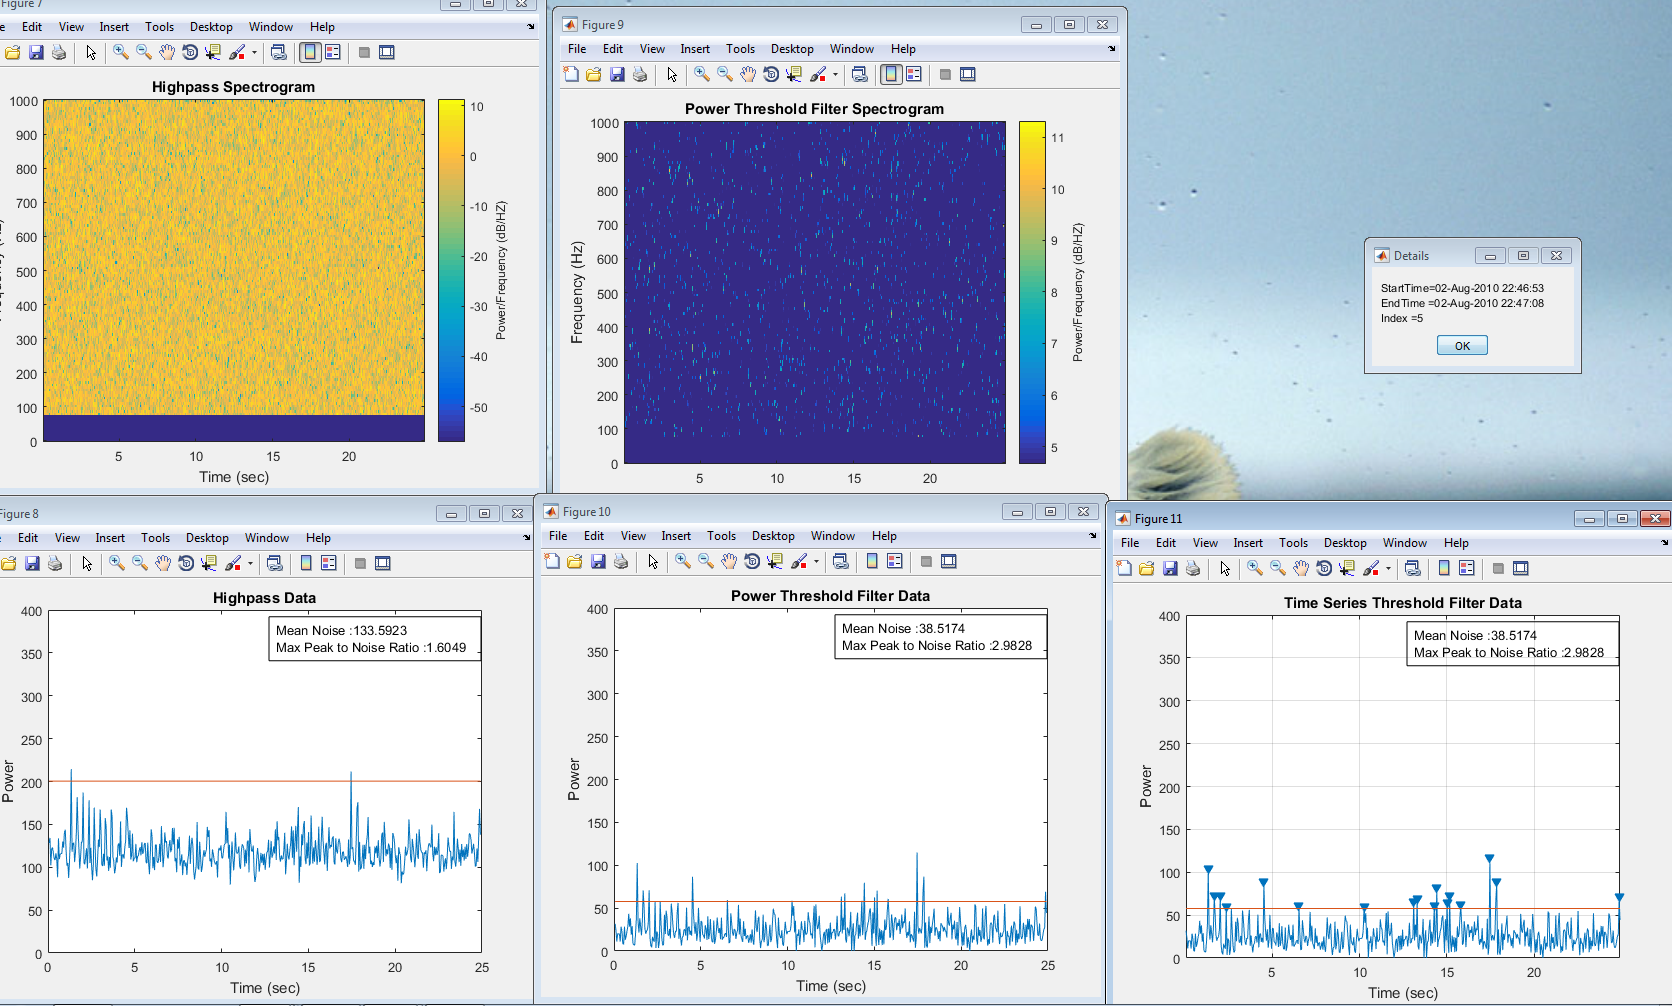 Figure 7
Edit View Insert Tools Desktop Window Help
Highpass Spectrogram
1000
900
800
700
600
500
400
300
200
100
0
5 10 15 20
Time (sec)
10
0
-10
-20
-30
-40
-50
Power/Frequency (dB/HZ)
Figure 9
File Edit View Insert Tools Desktop Window Help
Power Threshold Filter Spectrogram
Frequency (Hz)
1000
900
800
700
600
500
400
300
200
100
0
5 10 15 20
Time (sec)
11
10
9
8
7
6
5
Power/Frequency (dB/HZ)
Details
StartTime=02-Aug-2010 22:46:53
EndTime =02-Aug-2010 22:47:08
Index =5
OK
Figure 8
Edit View Insert Tools Desktop Window Help
Highpass Data
Mean Noise :133.5923
Max Peak to Noise Ratio :1.6049
Power
400
350
300
250
200
150
100
50
0
0 5 10 15 20 25
Time (sec)
Figure 10
File Edit View Insert Tools Desktop Window Help
Power Threshold Filter Data
Mean Noise :38.5174
Max Peak to Noise Ratio :2.9828
Power
400
350
300
250
200
150
100
50
0
0 5 10 15 20 25
Time (sec)
Figure 11
File Edit View Insert Tools Desktop Window Help
Time Series Threshold Filter Data
Mean Noise :38.5174
Max Peak to Noise Ratio :2.9828
Power
400
350
300
250
200
150
100
50
0
5 10 15 20
Time (sec)